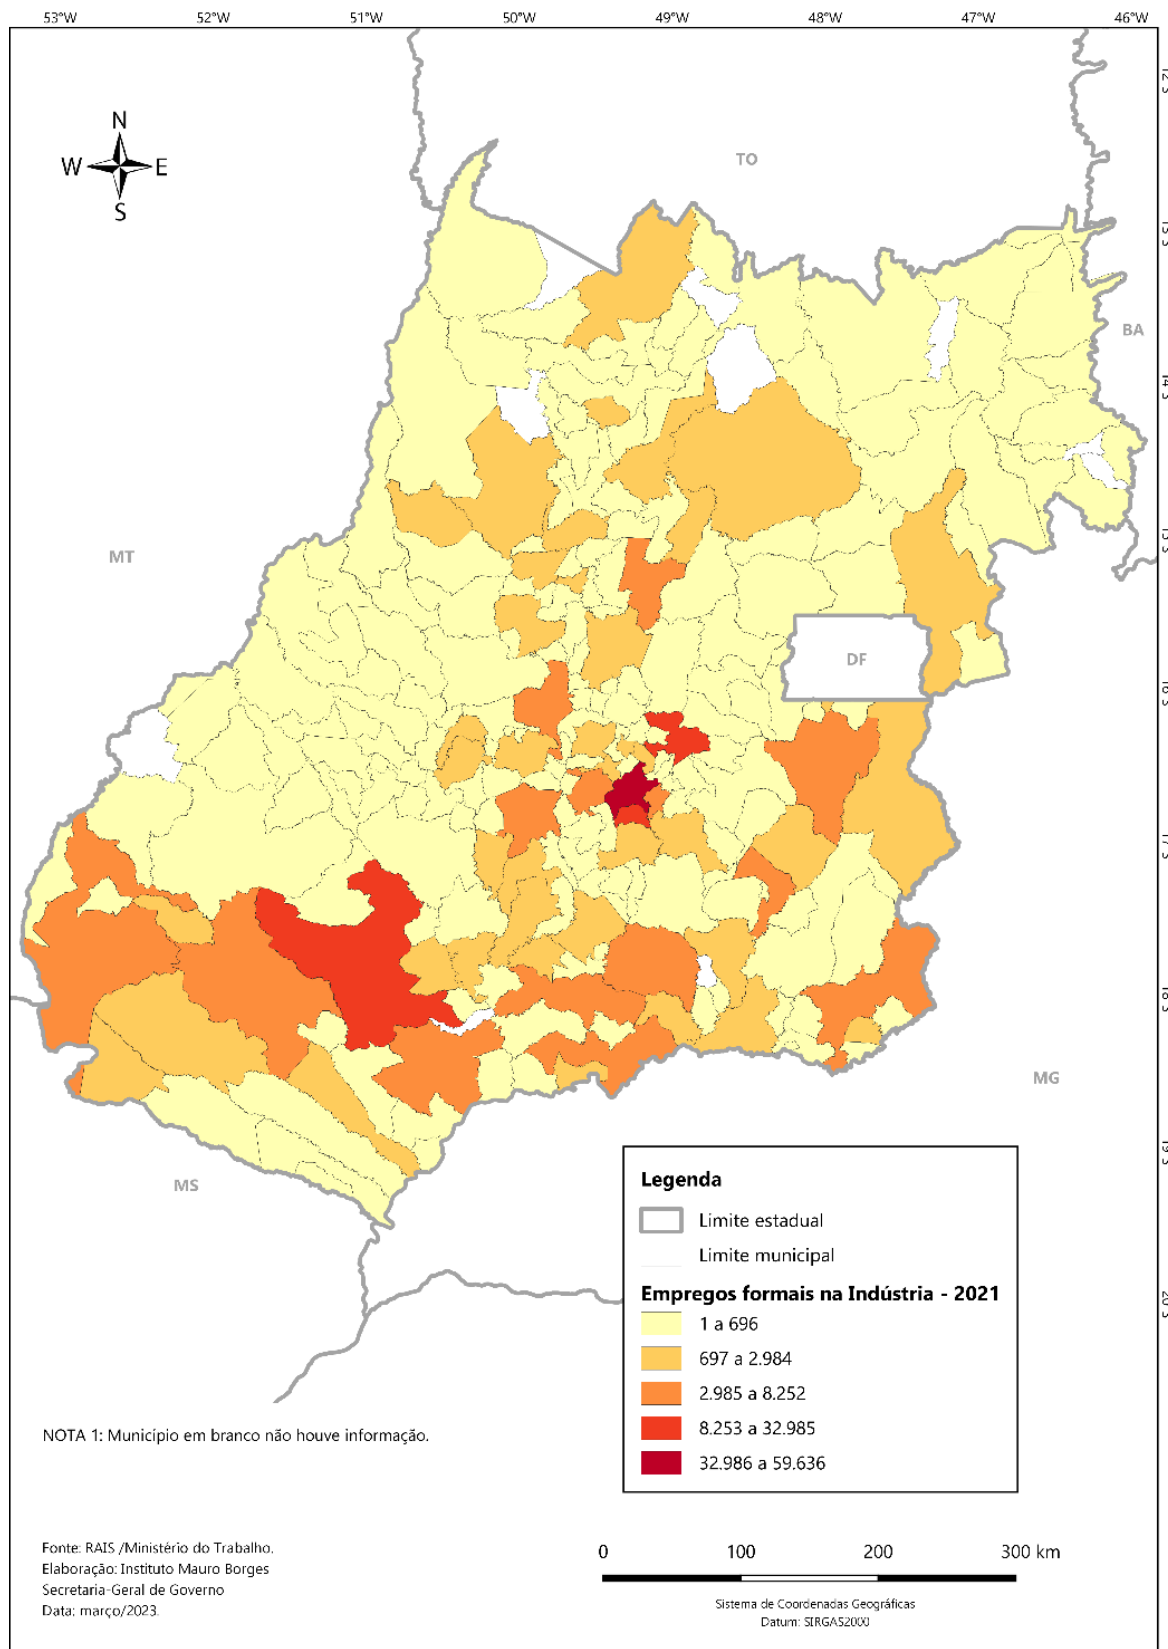 53°W 52°W 51°W 50°W 49°W 48°W 47°W 46°W
N
W E
S
TO
BA
MT
DF
MG
MS
Legenda
Limite estadual
Limite municipal
Empregos formais na Indústria - 2021
1 a 696
697 a 2.984
2.985 a 8.252
8.253 a 32.985
32.986 a 59.636
NOTA 1: Município em branco não houve informação.
Fonte: RAIS /Ministério do Trabalho.
Elaboração: Instituto Mauro Borges
Secretaria-Geral de Governo
Data: março/2023.
0 100 200 300 km
Sistema de Coordenadas Geográficas
Datum: SIRGAS2000